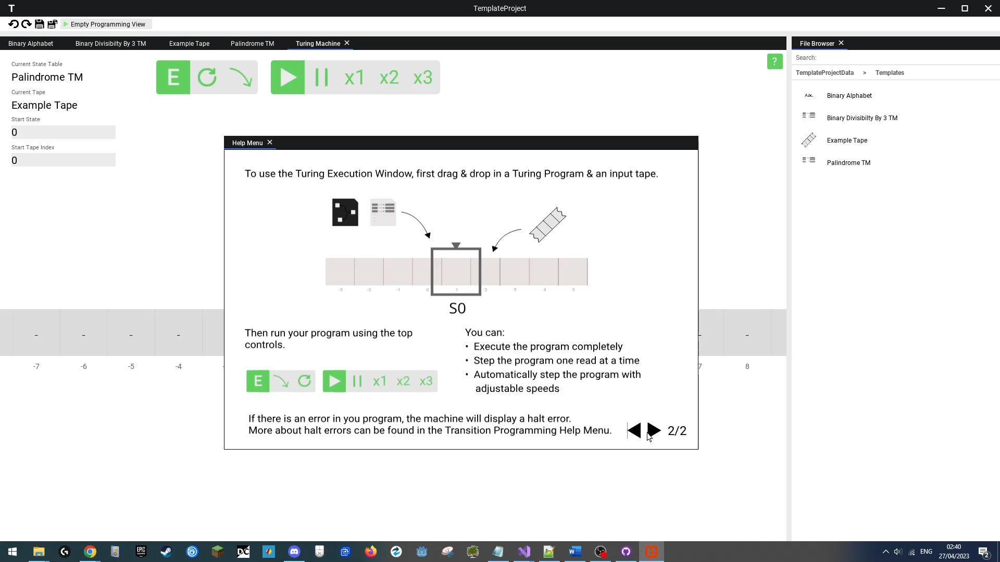 T
TemplateProject
Empty Programming View
Binary Alphabet
Binary Divisibilty By 3 TM
Example Tape
Palindrome TM
Turing Machine
File Browser
Current State Table
Palindrome TM
Current Tape
Example Tape
Start State
0
Start Tape Index
0
E
x1 x2 x3
?
Search:
TemplateProjectData > Templates
Binary Alphabet
Binary Divisibilty By 3 TM
Example Tape
Palindrome TM
Help Menu
To use the Turing Execution Window, first drag & drop in a Turing Program & an input tape.
-3 -2 -1 0 1 2 3 4 5
S0
Then run your program using the top
controls.
E
x1 x2 x3
You can:
• Execute the program completely
• Step the program one read at a time
• Automatically step the program with
adjustable speeds
If there is an error in you program, the machine will display a halt error.
More about halt errors can be found in the Transition Programming Help Menu.
2/2
- - - - - -
-7 -6 -5 -4 7 8
EPIC
GAMES
DC
ENG
02:40
27/04/2023
2